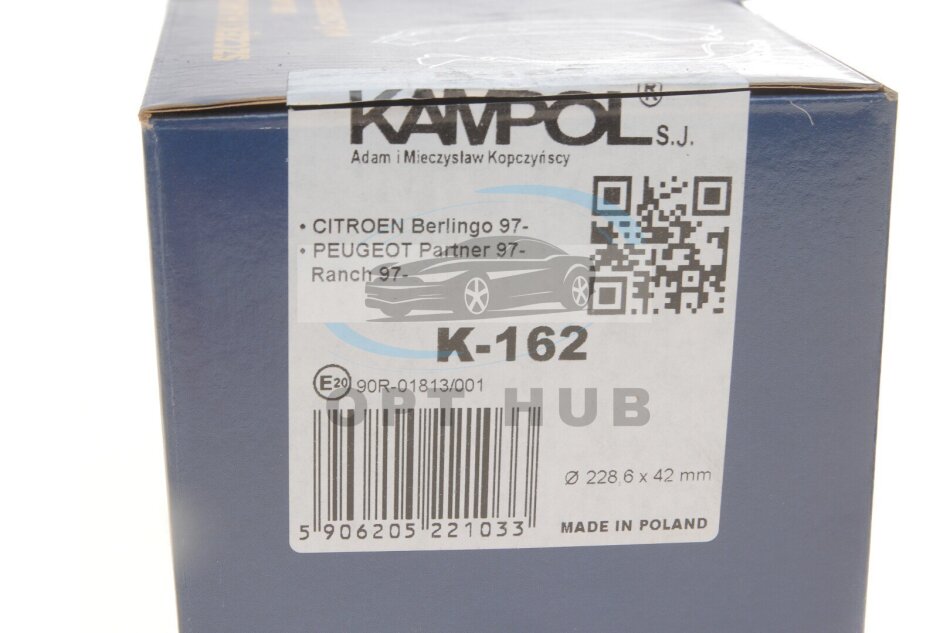 KAMPOL® S.J.
Adam i Mieczysław Kopczyńscy
• CITROEN Berlingo 97-
• PEUGEOT Partner 97-
Ranch 97-
K-162
E20 90R-01813/001
OPT HUB
Ø 228,6 x 42 mm
5 906205 221033
MADE IN POLAND